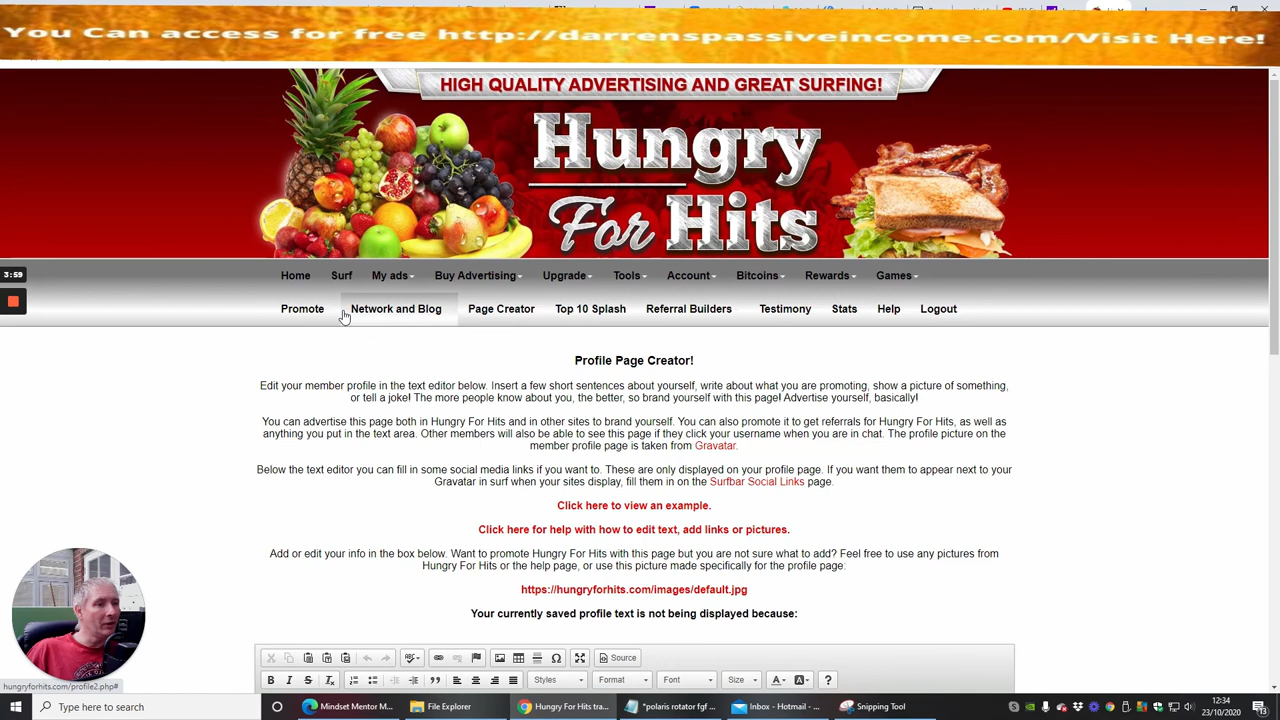 You Can access for free http://darrenspassiveincome.com/Visit Here!
HIGH QUALITY ADVERTISING AND GREAT SURFING!
Hungry
For Hits
3:59
Home Surf My ads Buy Advertising Upgrade Tools Account Bitcoins Rewards Games
Promote Network and Blog Page Creator Top 10 Splash Referral Builders Testimony Stats Help Logout
Profile Page Creator!
Edit your member profile in the text editor below. Insert a few short sentences about yourself, write about what you are promoting, show a picture of something,
or tell a joke! The more people know about you, the better, so brand yourself with this page! Advertise yourself, basically!
You can advertise this page both in Hungry For Hits and in other sites to brand yourself. You can also promote it to get referrals for Hungry For Hits, as well as
anything you put in the text area. Other members will also be able to see this page if they click your username when you are in chat. The profile picture on the
member profile page is taken from Gravatar.
Below the text editor you can fill in some social media links if you want to. These are only displayed on your profile page. If you want them to appear next to your
Gravatar in surf when your sites display, fill them in on the Surfbar Social Links page.
Click here to view an example.
Click here for help with how to edit text, add links or pictures.
Add or edit your info in the box below. Want to promote Hungry For Hits with this page but you are not sure what to add? Feel free to use any pictures from
Hungry For Hits or the help page, or use this picture made specifically for the profile page:
https://hungryforhits.com/images/default.jpg
Your currently saved profile text is not being displayed because:
Source
B I S Styles Format Font Size A A ?
hungryforhits.com/profile2.php#
Type here to search
Mindset Mentor M...
File Explorer
Hungry For Hits tra...
*polaris rotator fgf ...
Inbox - Hotmail - ...
Snipping Tool
12:34
23/10/2020